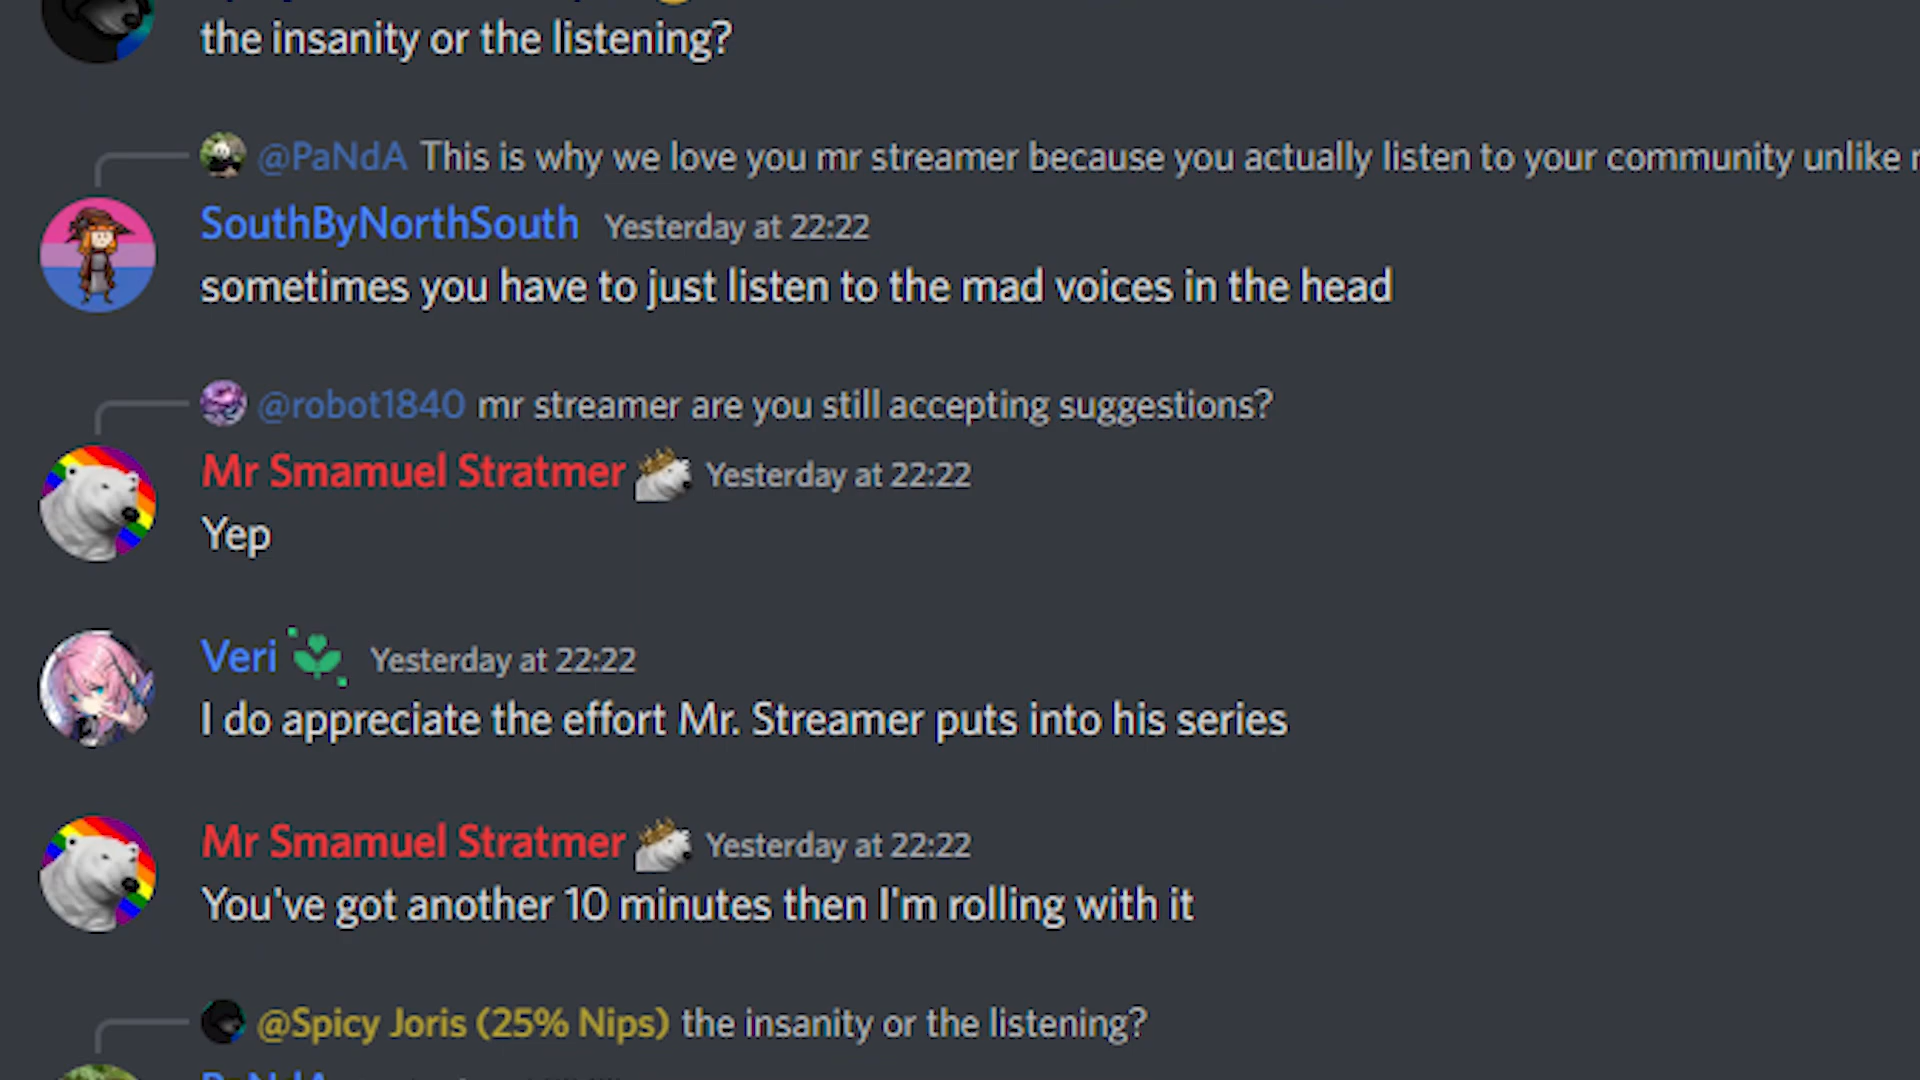 the insanity or the listening?
@PaNdA This is why we love you mr streamer because you actually listen to your community unlike
SouthByNorthSouth Yesterday at 22:22
sometimes you have to just listen to the mad voices in the head
@robot1840 mr streamer are you still accepting suggestions?
Mr Smamuel Stratmer Yesterday at 22:22
Yep
Veri Yesterday at 22:22
I do appreciate the effort Mr. Streamer puts into his series
Mr Smamuel Stratmer Yesterday at 22:22
You've got another 10 minutes then I'm rolling with it
@Spicy Joris (25% Nips) the insanity or the listening?
PaNdA